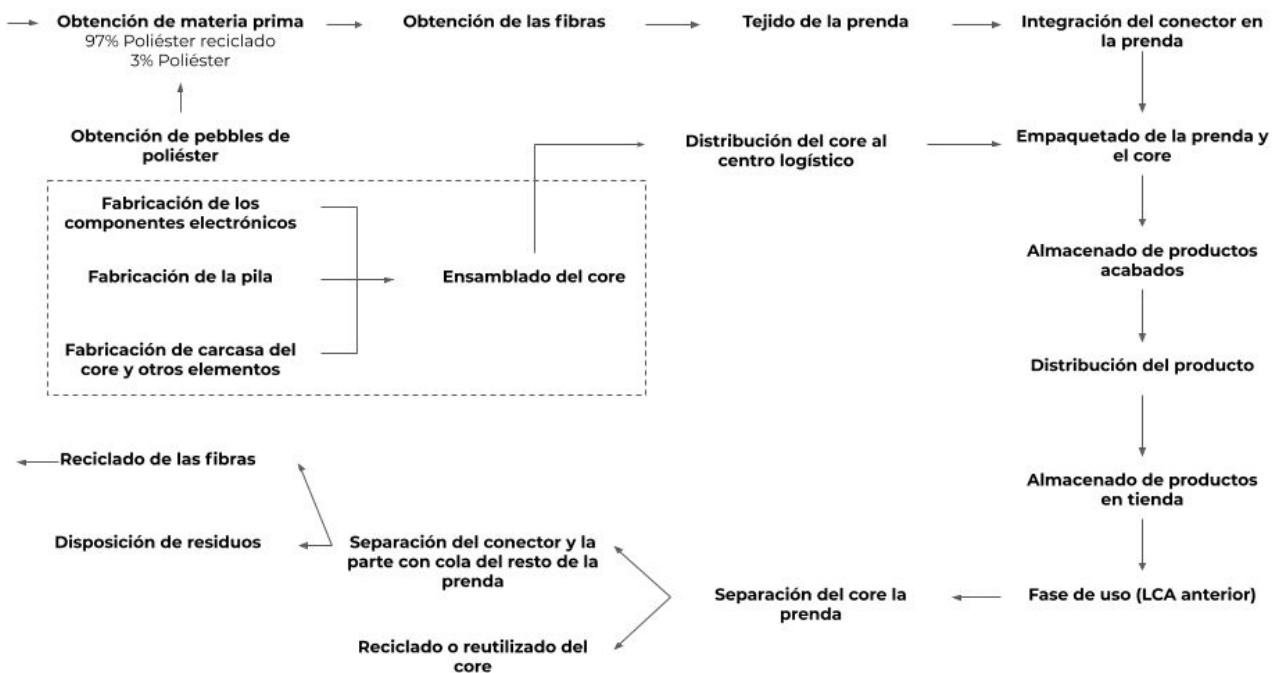 Obtención de materia prima
97% Poliéster reciclado
3% Poliéster
Obtención de las fibras
Tejido de la prenda
Integración del conector en
la prenda
Obtención de pebbles de
poliéster
Distribución del core al
centro logístico
Empaquetado de la prenda y
el core
Fabricación de los
componentes electrónicos
Fabricación de la pila
Ensamblado del core
Almacenado de productos
acabados
Fabricación de carcasa del
core y otros elementos
Distribución del producto
Reciclado de las fibras
Almacenado de productos
en tienda
Disposición de residuos
Separación del conector y la
parte con cola del resto de la
prenda
Separación del core la
prenda
Fase de uso (LCA anterior)
Reciclado o reutilizado del
core